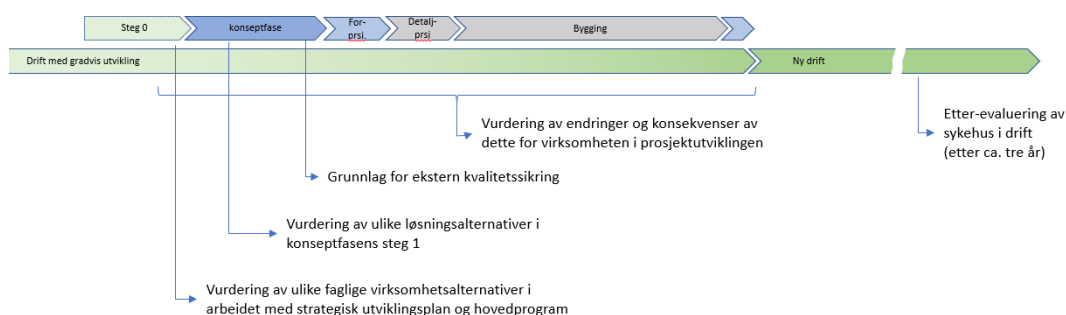 Steg 0
konseptfase
For-
prsj.
Detalj-
prsj
Bygging
Drift med gradvis utvikling
Ny drift
Vurdering av endringer og konsekvenser av
dette for virksomheten i prosjektutviklingen
Etter-evaluering av
sykehus i drift
(etter ca. tre år)
Grunnlag for ekstern kvalitetssikring
Vurdering av ulike løsningsalternativer i
konseptfasens steg 1
Vurdering av ulike faglige virksomhetsalternativer i
arbeidet med strategisk utviklingsplan og hovedprogram